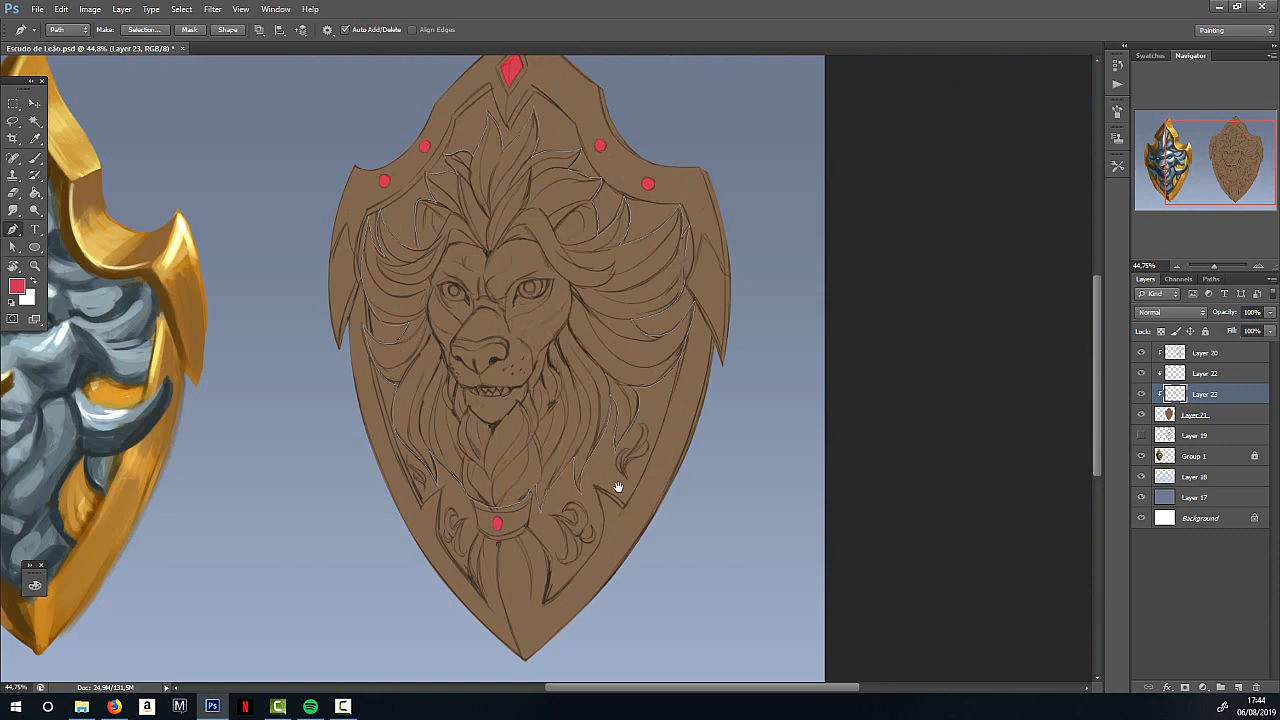 Ps File Edit Image Layer Type Select Filter View Window Help
Path Make: Selection... Mask Shape Auto Add/Delete Align Edges Painting
Escudo de Leão.psd @ 44,8% (Layer 23, RGB/8) * ×
Swatches Navigator
T
44,75%
Layers Channels Paths
Kind
Normal Opacity: 100%
Lock: Fill: 100%
Layer 20
Layer 22
Layer 23
Layer 21
Layer 19
Group 1
Layer 18
Layer 17
Background
44,75% Doc: 24,9M/131,5M
17:44
06/08/2019